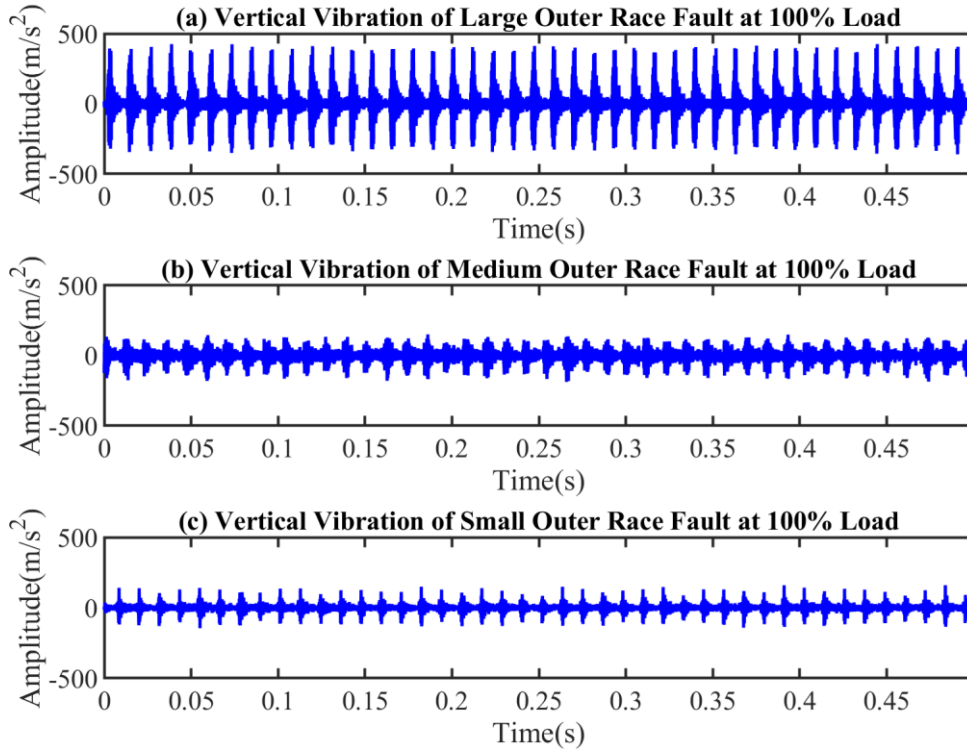 (a) Vertical Vibration of Large Outer Race Fault at 100% Load
500
0
-500
Amplitude(m/s²)
0 0.05 0.1 0.15 0.2 0.25 0.3 0.35 0.4 0.45
Time(s)
(b) Vertical Vibration of Medium Outer Race Fault at 100% Load
500
0
-500
Amplitude(m/s²)
0 0.05 0.1 0.15 0.2 0.25 0.3 0.35 0.4 0.45
Time(s)
(c) Vertical Vibration of Small Outer Race Fault at 100% Load
500
0
-500
Amplitude(m/s²)
0 0.05 0.1 0.15 0.2 0.25 0.3 0.35 0.4 0.45
Time(s)